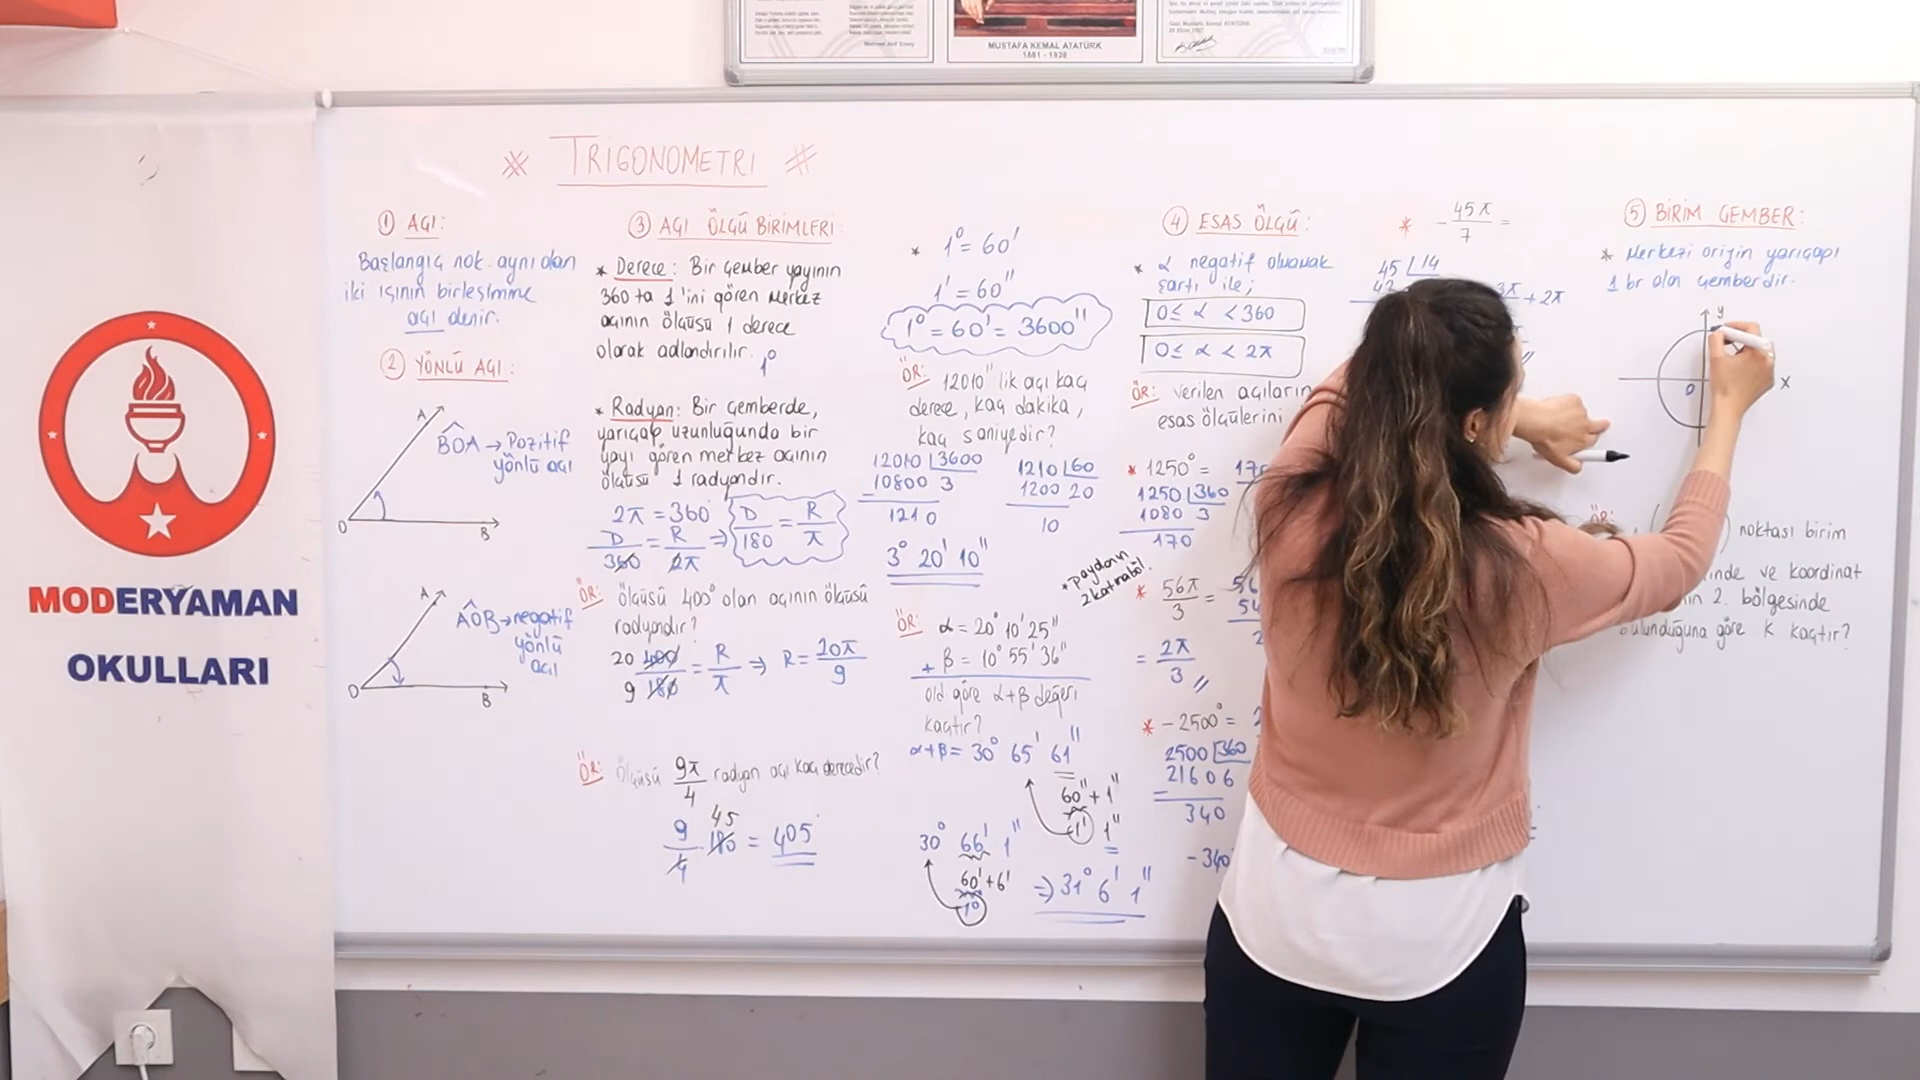 MUSTAFA KEMAL ATATÜRK
1881 - 1938
TRIGONOMETRI
① AÇI:
Başlangıç nok. aynı olan
iki ışının birleşimine
açı denir.
② YÖNLÜ AÇI:
A
BOA → Pozitif
yönlü açı
O
B
A
AOB → negatif
yönlü
açı
O
B
③ AÇI ÖLÇÜ BİRİMLERİ:
* Derece: Bir çember yayının
360 ta 1'ini gören merkez
açının ölçüsü 1 derece
olarak adlandırılır. 1°
* Radyan: Bir çemberde,
yarıçap uzunluğunda bir
yayı gören merkez açının
ölçüsü 1 radyandır.
2π = 360°
D/360 = R/2π ⇒ D/180 = R/π
ÖR: Ölçüsü 400° olan açının ölçüsü
radyandır?
20 400/9 180 = R/π ⇒ R = 20π/9
ÖR: Ölçüsü 9π/4 radyan açı kaç derecedir?
45
9/4 · 180 = 405°
* 1° = 60'
1' = 60"
1° = 60' = 3600"
ÖR: 12010" lik açı kaç
derece, kaç dakika,
kaç saniyedir?
12010 3600
10800 3
1210
1210 60
1200 20
10
3° 20' 10"
ÖR: α = 20° 10' 25"
+ β = 10° 55' 36"
old. göre α+β değeri
kaçtır?
α+β = 30° 65' 61"
60" + 1"
1' 1"
30° 66' 1"
60' + 6'
1°
⇒ 31° 6' 1"
④ ESAS ÖLÇÜ:
* α negatif olmamak
şartı ile;
0 ≤ α < 360
0 ≤ α < 2π
ÖR: verilen açıların
esas ölçülerini
* 1250° = 170
1250 360
1080 3
170
* paydanın
2 katına böl.
* 56π/3 =
= 2π/3
* -2500° =
2500 360
2160 6
340
-340
* -45π/7 =
45 14
42
3π + 2π
⑤ BİRİM ÇEMBER:
* Merkezi orijin yarıçapı
1 br olan çemberdir.
y
O
x
ÖR:
noktası birim
inde ve koordinat
2. bölgesinde
bulunduğuna göre k kaçtır?
MODERYAMAN
OKULLARI